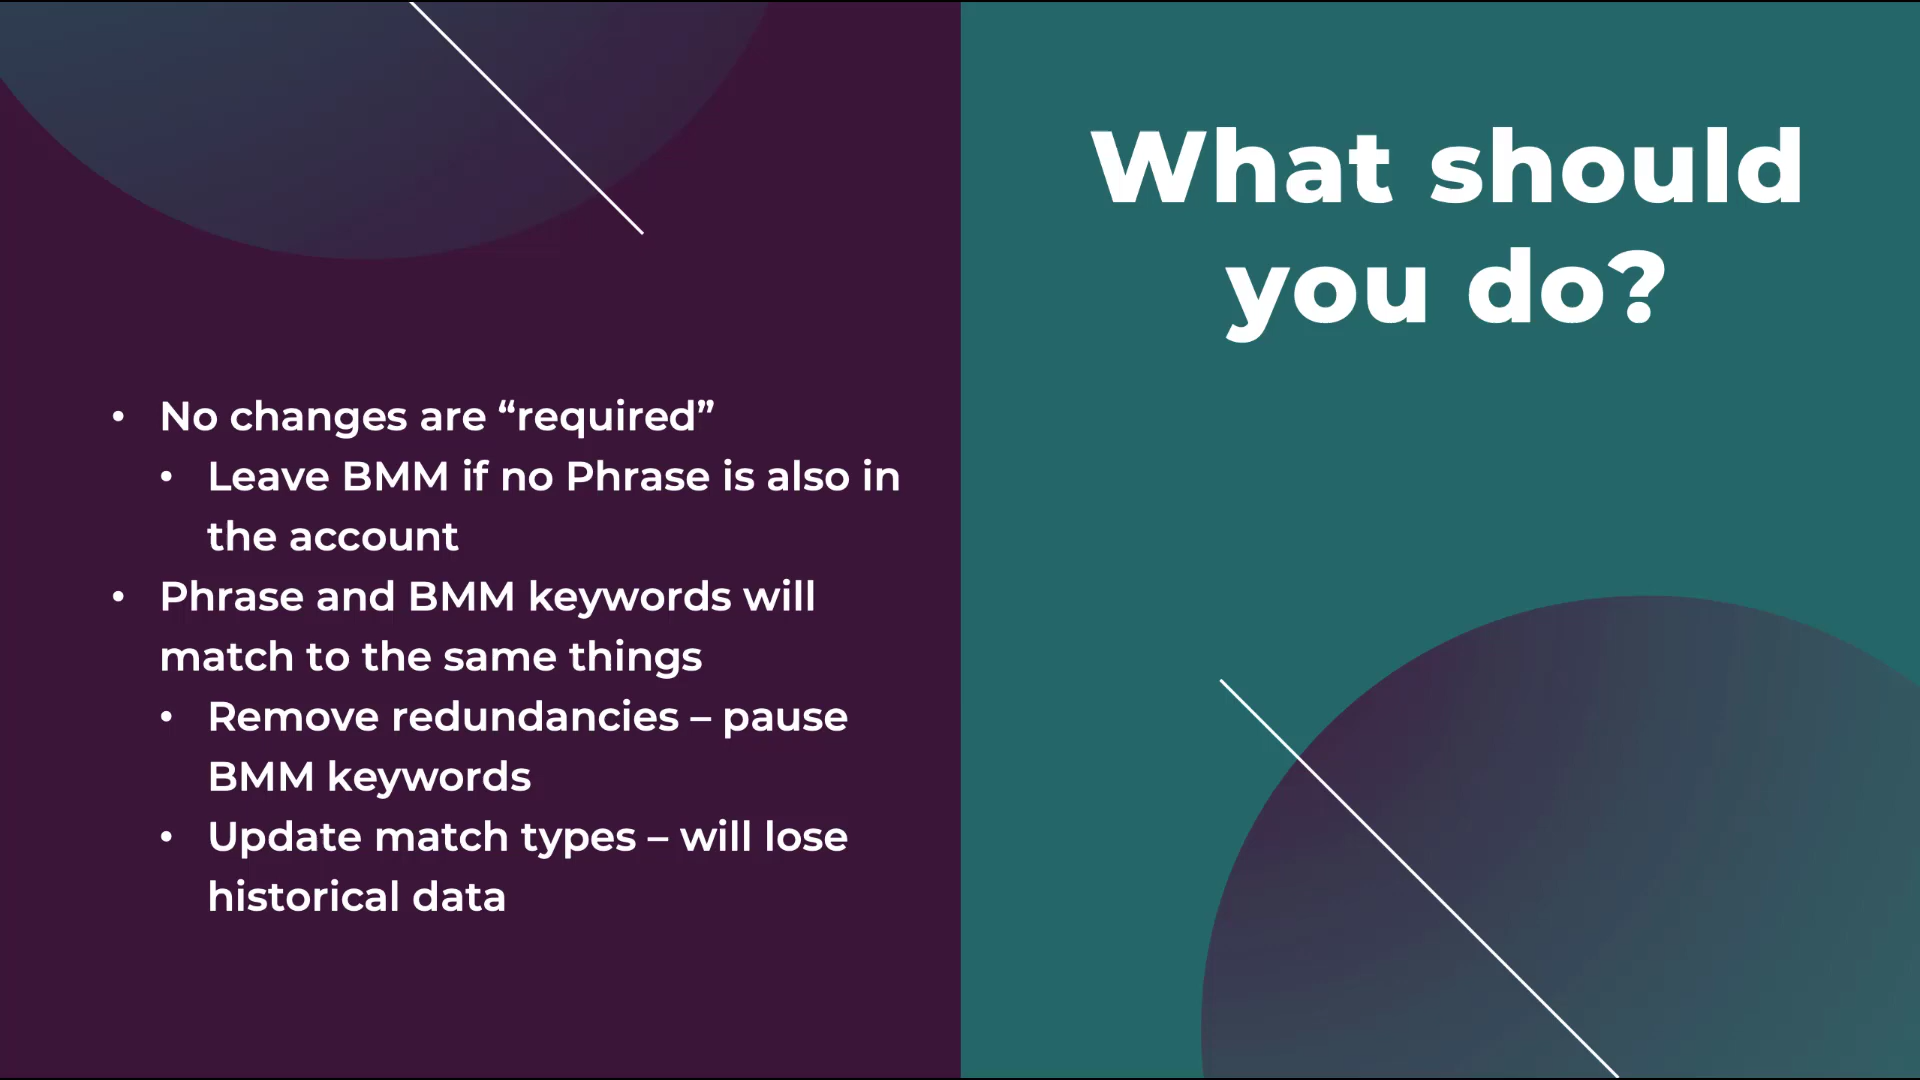 What should
you do?
• No changes are “required”
• Leave BMM if no Phrase is also in
the account
• Phrase and BMM keywords will
match to the same things
• Remove redundancies – pause
BMM keywords
• Update match types – will lose
historical data